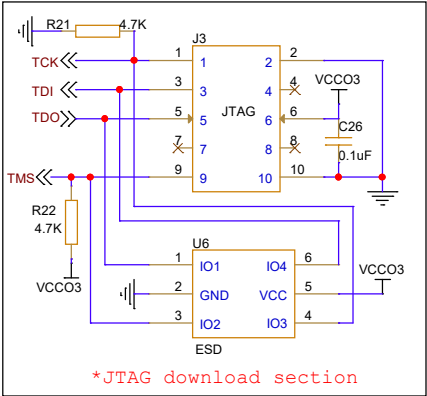 R21 4.7K
J3
TCK 1 1 2 2
TDI 3 3 4 4 VCCO3
TDO 5 5 JTAG 6 6 C26
7 7 8 8 0.1uF
TMS 9 9 10 10
R22
4.7K
VCCO3
U6
1 IO1 IO4 6
2 GND VCC 5 VCCO3
3 IO2 IO3 4
ESD
*JTAG download section